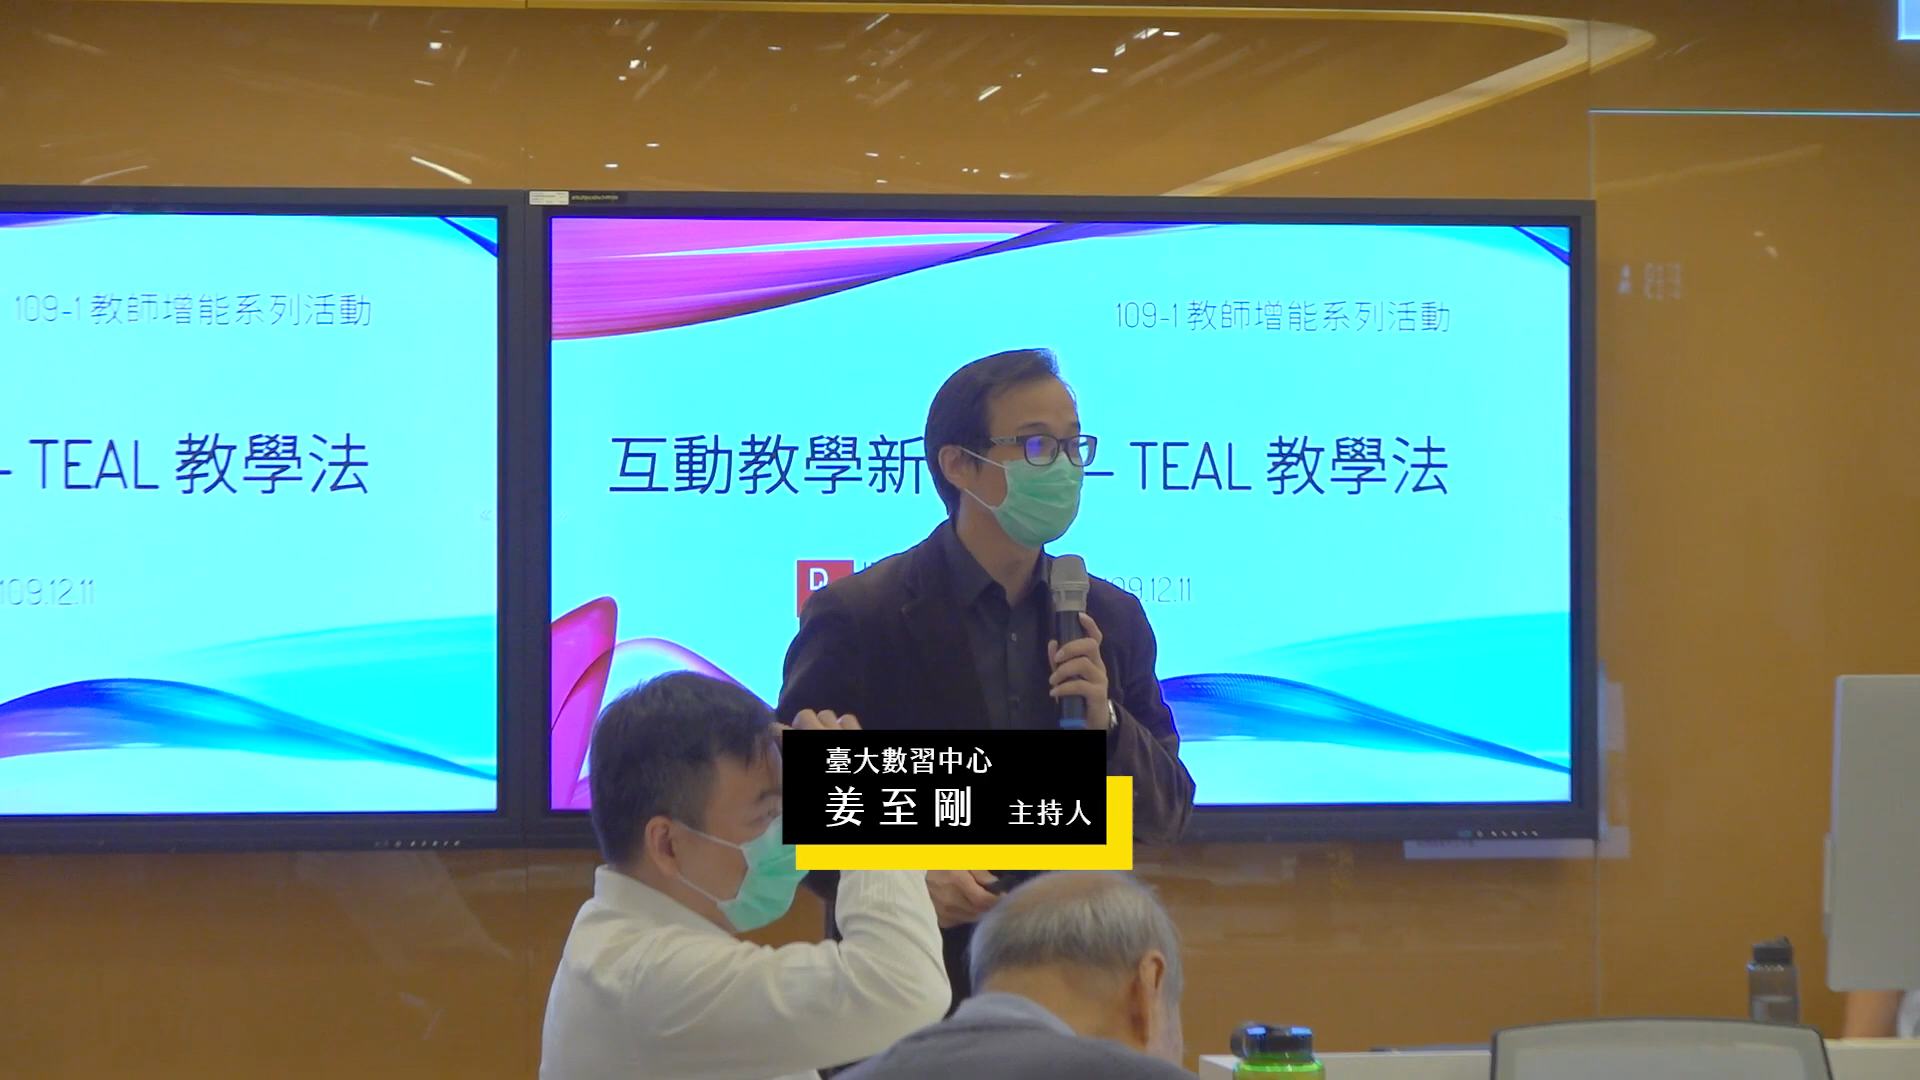 109-1 教師增能系列活動
- TEAL 教學法
109.12.11
109-1 教師增能系列活動
互動教學新 – TEAL 教學法
D
09.12.11
臺大數習中心
姜至剛 主持人